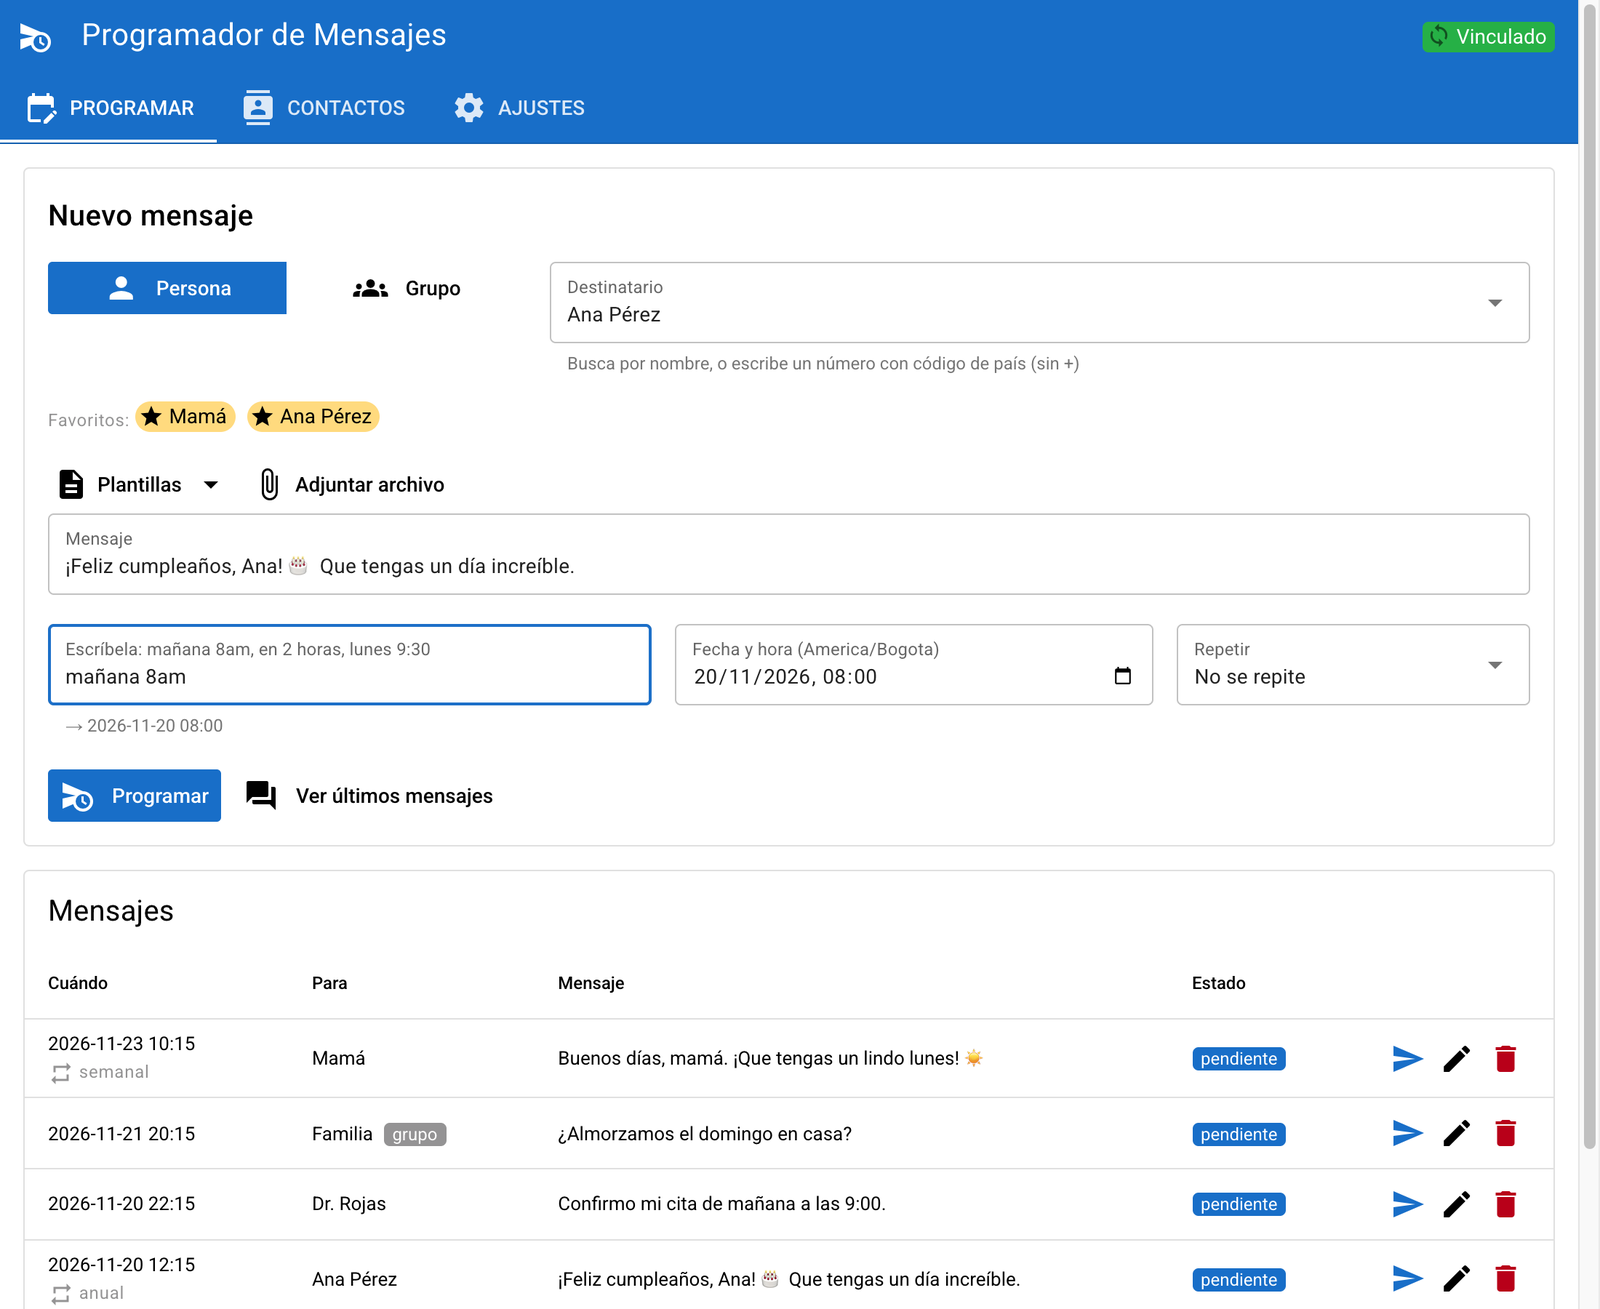 Programador de Mensajes
Vinculado
PROGRAMAR
CONTACTOS
AJUSTES
Nuevo mensaje
Persona
Grupo
Destinatario
Ana Pérez
Busca por nombre, o escribe un número con código de país (sin +)
Favoritos:
Mamá
Ana Pérez
Plantillas
Adjuntar archivo
Mensaje
¡Feliz cumpleaños, Ana! 🎂 Que tengas un día increíble.
Escríbela: mañana 8am, en 2 horas, lunes 9:30
mañana 8am
→ 2026-11-20 08:00
Fecha y hora (America/Bogota)
20/11/2026, 08:00
Repetir
No se repite
Programar
Ver últimos mensajes
Mensajes
Cuándo Para Mensaje Estado
2026-11-23 10:15
semanal
Mamá
Buenos días, mamá. ¡Que tengas un lindo lunes! ☀️
pendiente
2026-11-21 20:15
Familia grupo
¿Almorzamos el domingo en casa?
pendiente
2026-11-20 22:15
Dr. Rojas
Confirmo mi cita de mañana a las 9:00.
pendiente
2026-11-20 12:15
anual
Ana Pérez
¡Feliz cumpleaños, Ana! 🎂 Que tengas un día increíble.
pendiente